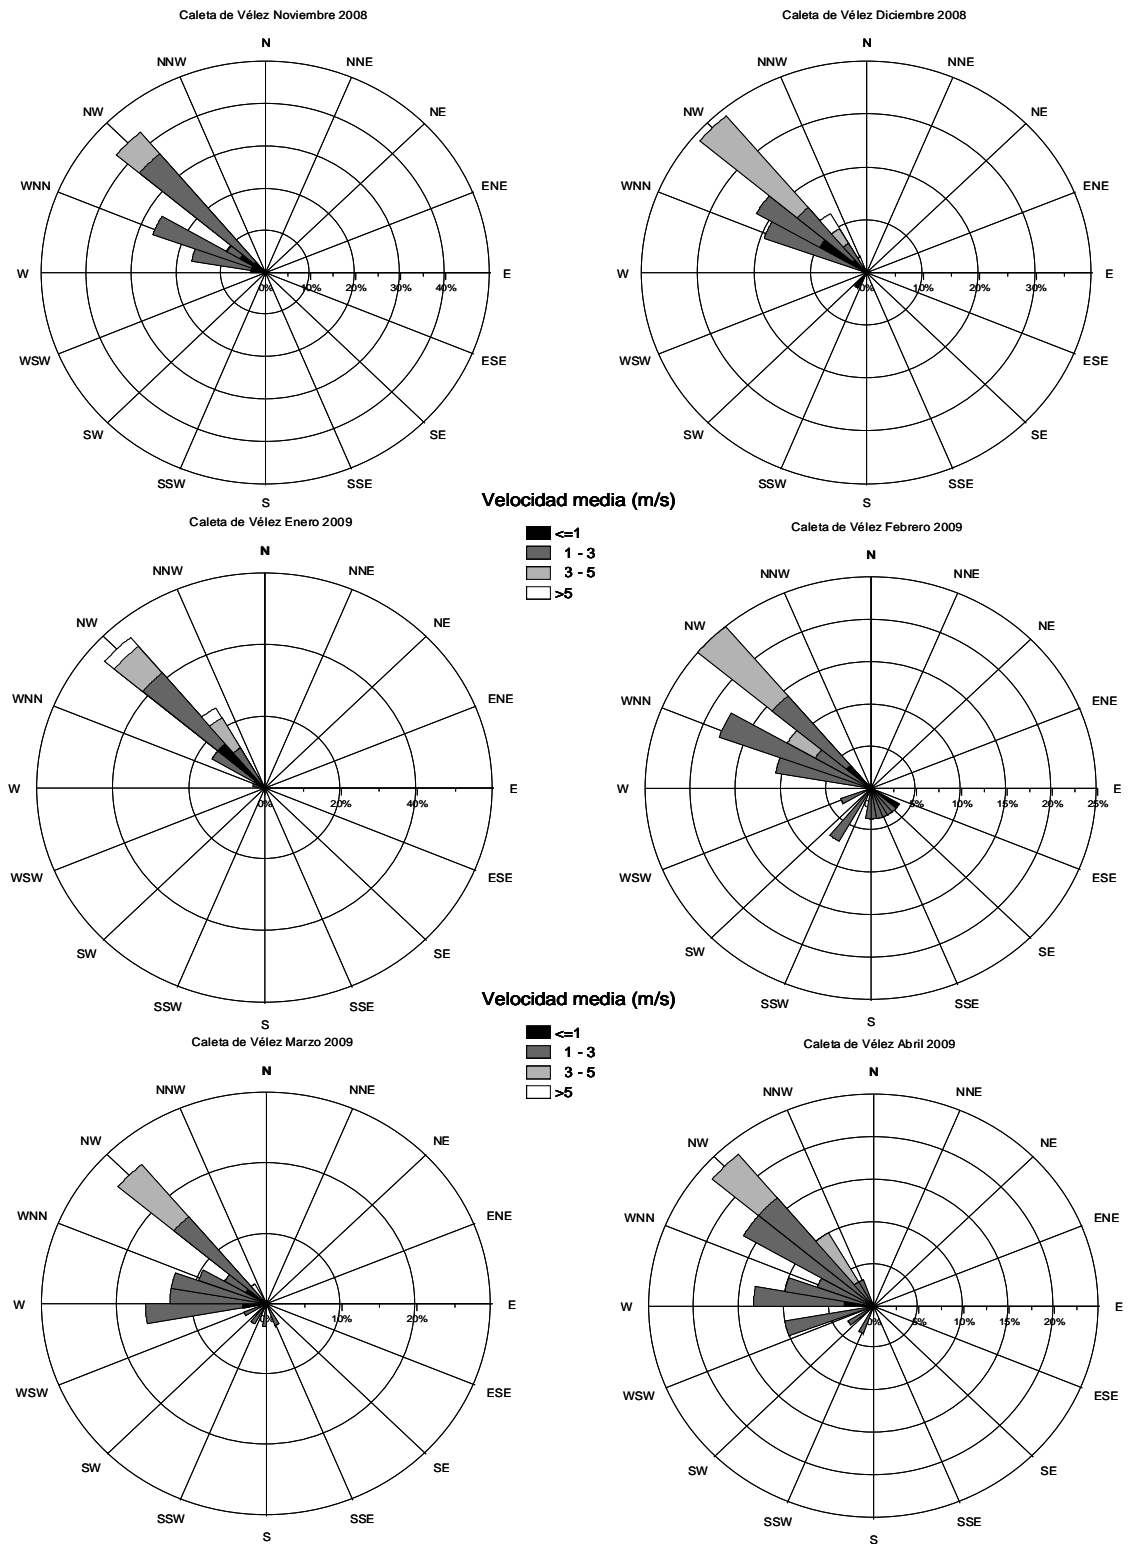 Caleta de Vélez Noviembre 2008
N
NNW
NNE
NW
NE
WNN
ENE
W
0%
10%
20%
30%
40%
E
WSW
ESE
SW
SE
SSW
SSE
S
Caleta de Vélez Diciembre 2008
N
NNW
NNE
NW
NE
WNN
ENE
W
0%
10%
20%
30%
E
WSW
ESE
SW
SE
SSW
SSE
S
Velocidad media (m/s)
<=1
1 - 3
3 - 5
>5
Caleta de Vélez Enero 2009
N
NNW
NNE
NW
NE
WNN
ENE
W
0%
20%
40%
E
WSW
ESE
SW
SE
SSW
SSE
S
Caleta de Vélez Febrero 2009
N
NNW
NNE
NW
NE
WNN
ENE
W
5%
10%
15%
20%
25%
E
WSW
ESE
SW
SE
SSW
SSE
S
Velocidad media (m/s)
<=1
1 - 3
3 - 5
>5
Caleta de Vélez Marzo 2009
N
NNW
NNE
NW
NE
WNN
ENE
W
0%
10%
20%
E
WSW
ESE
SW
SE
SSW
SSE
S
Caleta de Vélez Abril 2009
N
NNW
NNE
NW
NE
WNN
ENE
W
0%
5%
10%
15%
20%
E
WSW
ESE
SW
SE
SSW
SSE
S